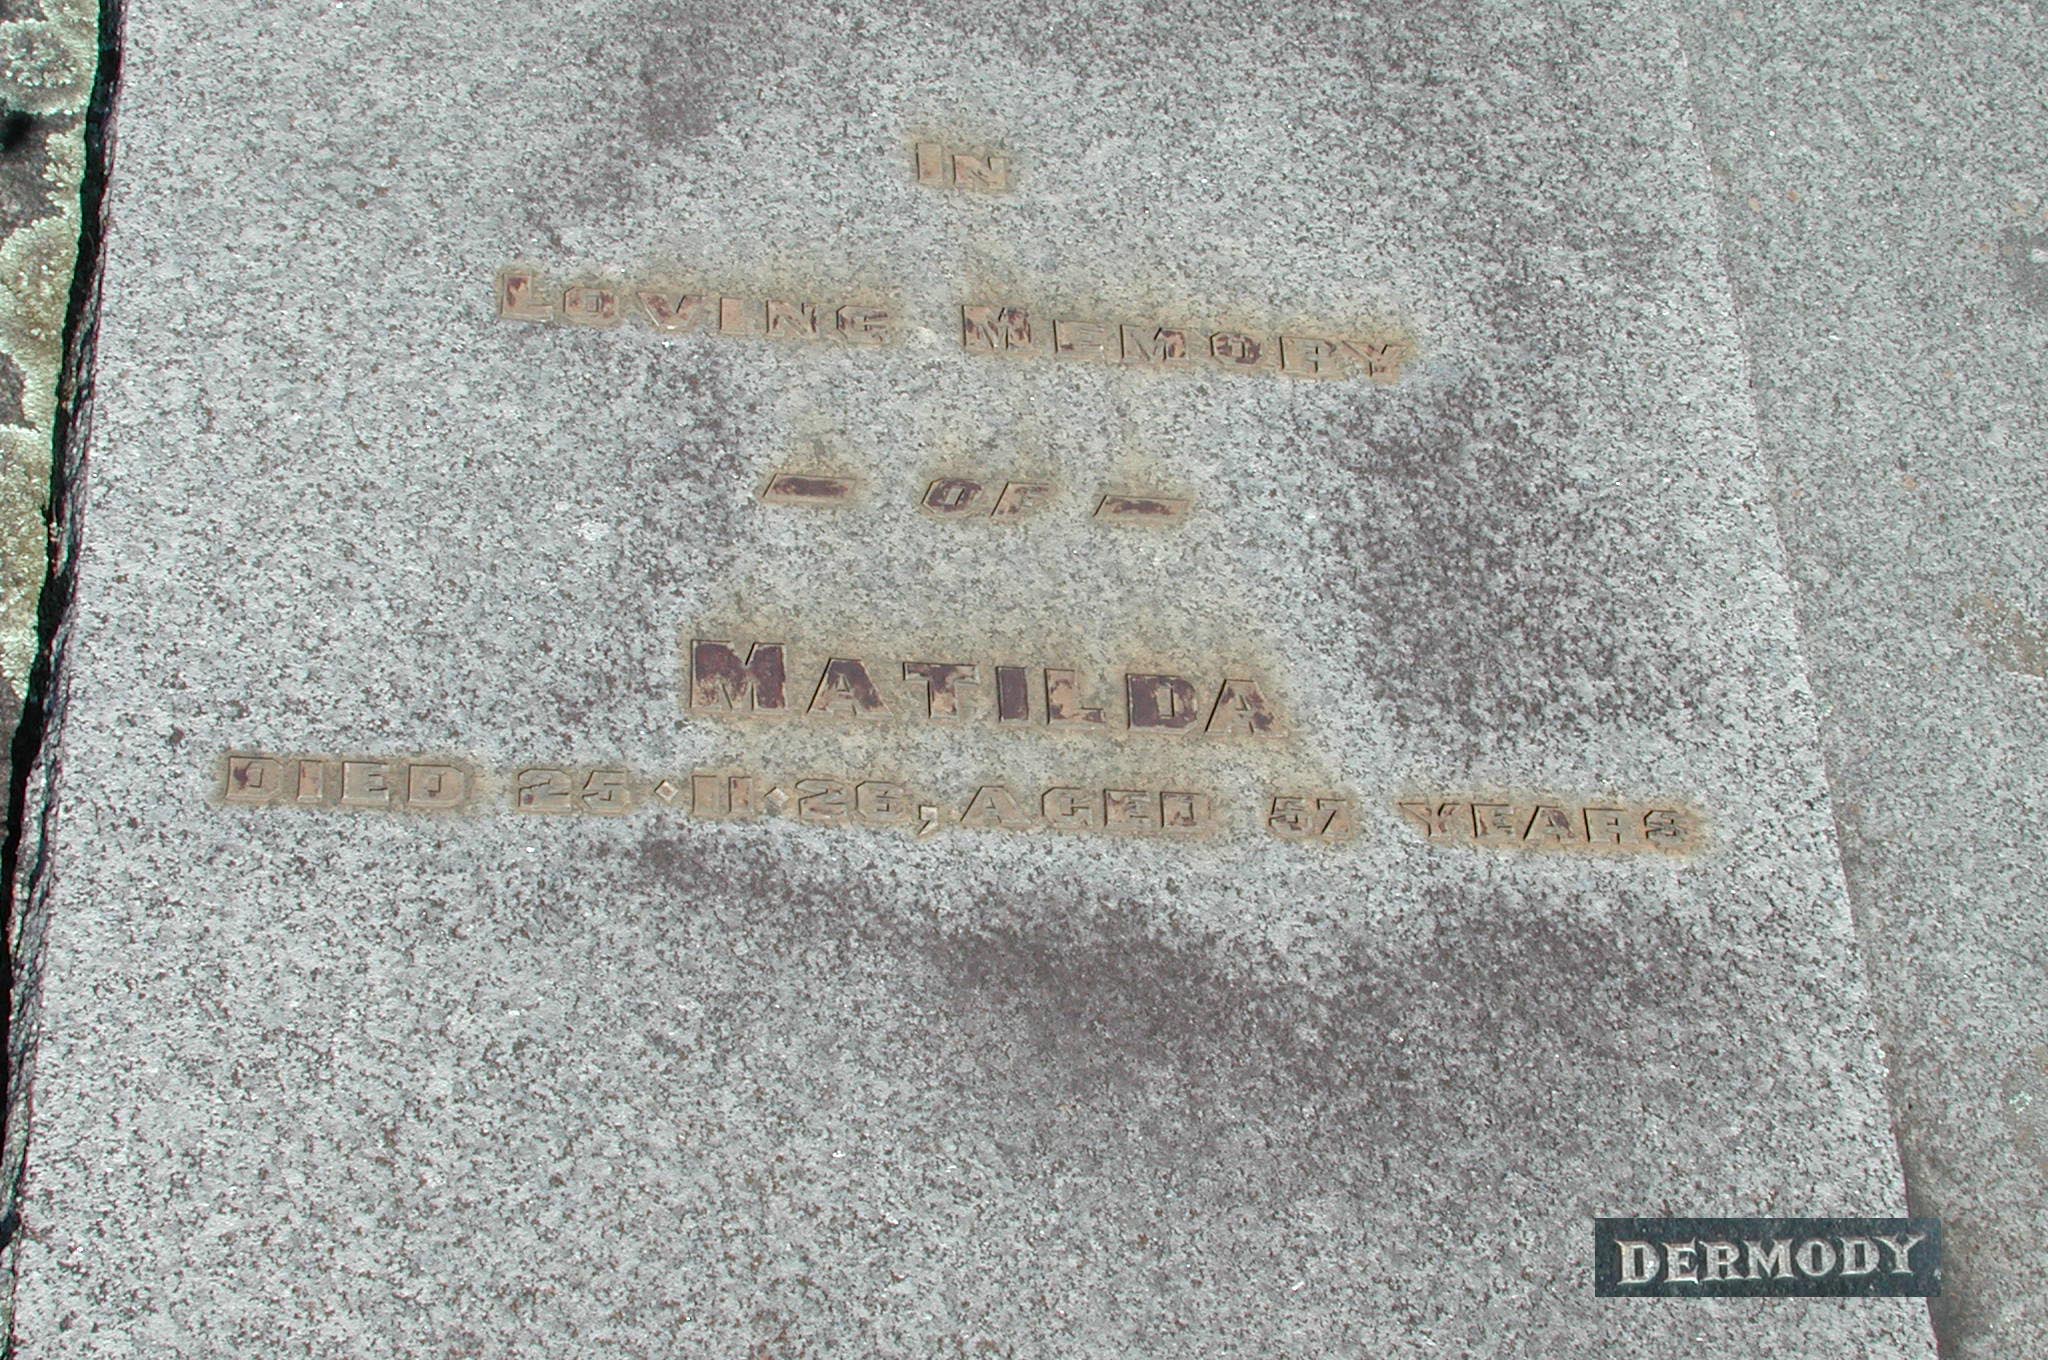 In
Loving Memory
- of -
Matilda
Died 25·11·26, Aged 57 Years
Dermody